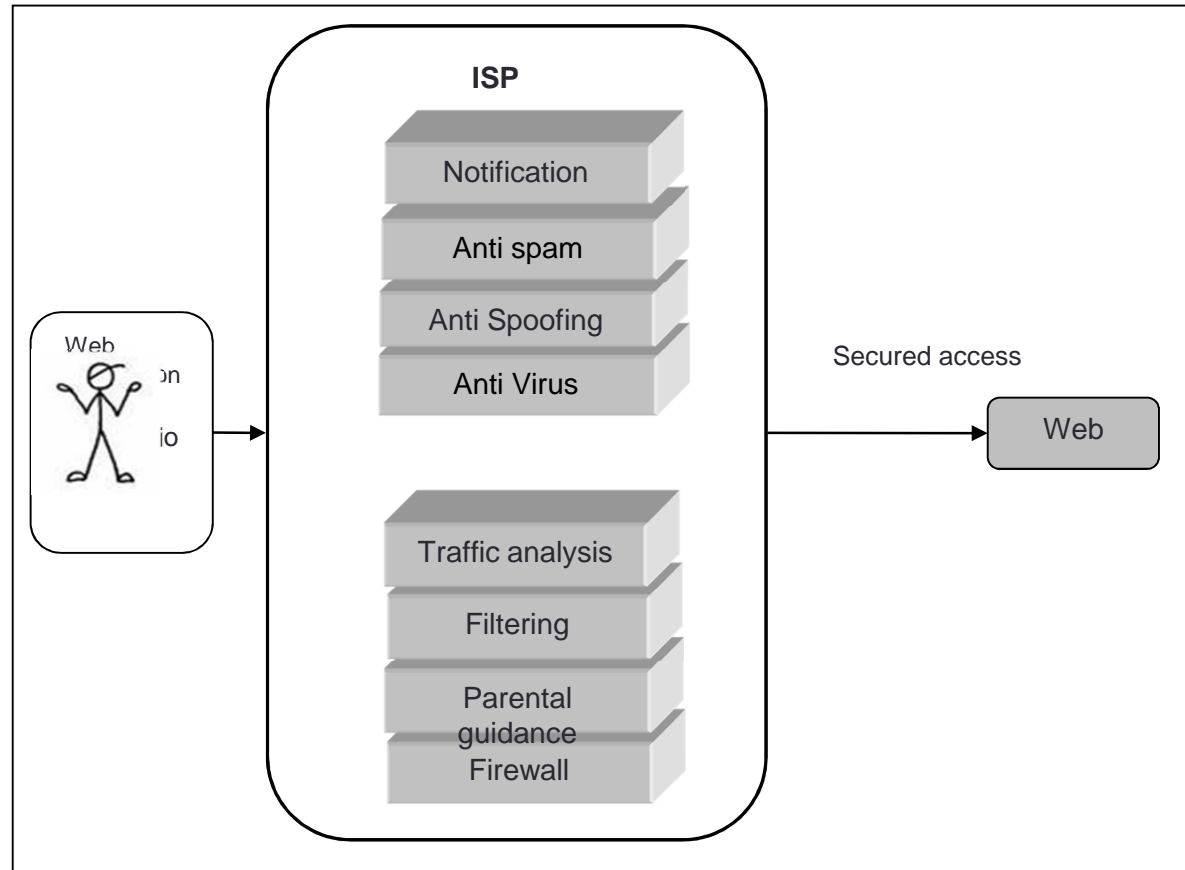 ISP
Notification
Anti spam
Anti Spoofing
Anti Virus
Web
Secured access
Web
Traffic analysis
Filtering
Parental
guidance
Firewall